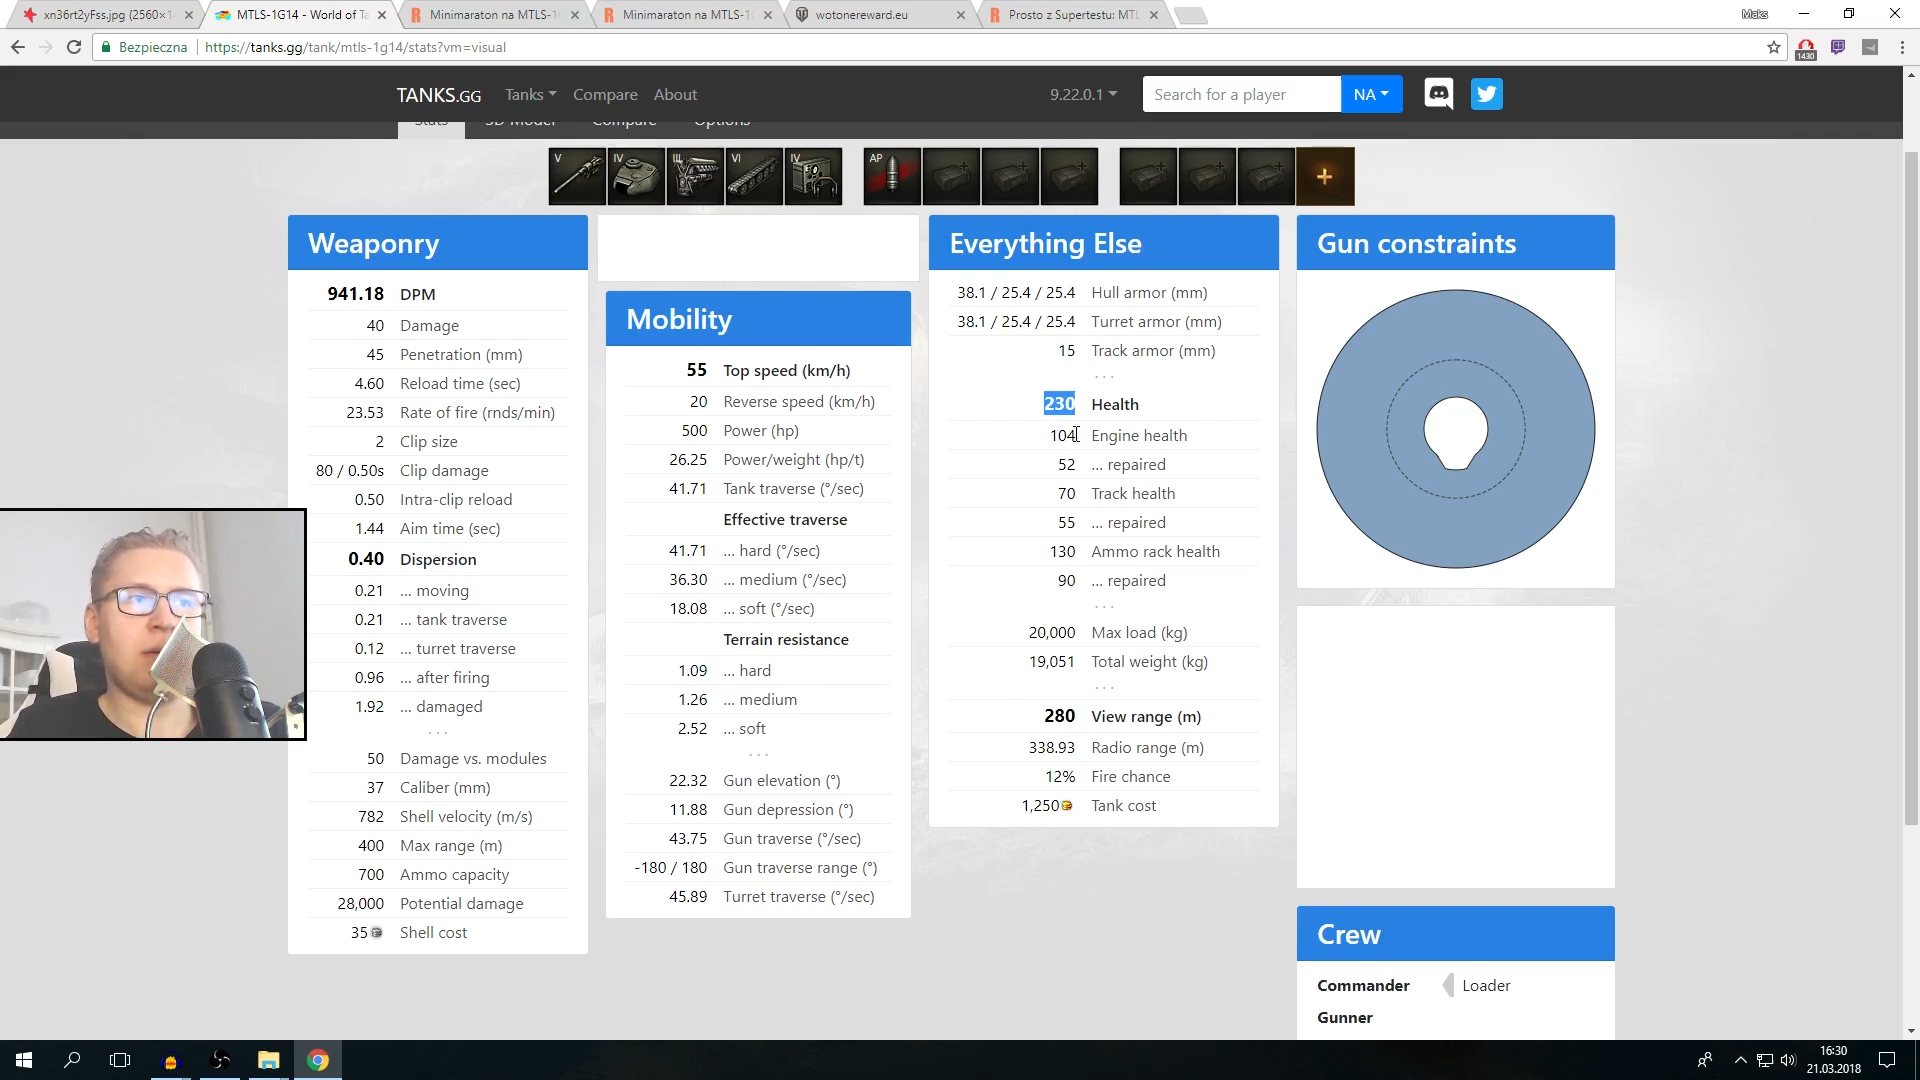 xn36rt2yFss.jpg (2560×1
MTLS-1G14 - World of Ta
Minimaraton na MTLS-1
Minimaraton na MTLS-1G
wotonereward.eu
Prosto z Supertestu: MTL
Maks
Bezpieczna
https://tanks.gg/tank/mtls-1g14/stats?vm=visual
1430
TANKS.GG
Tanks
Compare
About
9.22.0.1
Search for a player
NA
Stats
3D Model
Compare
Options
V
IV
III
VI
IV
AP
Weaponry
941.18 DPM
40 Damage
45 Penetration (mm)
4.60 Reload time (sec)
23.53 Rate of fire (rnds/min)
2 Clip size
80 / 0.50s Clip damage
0.50 Intra-clip reload
1.44 Aim time (sec)
0.40 Dispersion
0.21 ... moving
0.21 ... tank traverse
0.12 ... turret traverse
0.96 ... after firing
1.92 ... damaged
...
50 Damage vs. modules
37 Caliber (mm)
782 Shell velocity (m/s)
400 Max range (m)
700 Ammo capacity
28,000 Potential damage
35 Shell cost
Mobility
55 Top speed (km/h)
20 Reverse speed (km/h)
500 Power (hp)
26.25 Power/weight (hp/t)
41.71 Tank traverse (°/sec)
Effective traverse
41.71 ... hard (°/sec)
36.30 ... medium (°/sec)
18.08 ... soft (°/sec)
Terrain resistance
1.09 ... hard
1.26 ... medium
2.52 ... soft
...
22.32 Gun elevation (°)
11.88 Gun depression (°)
43.75 Gun traverse (°/sec)
-180 / 180 Gun traverse range (°)
45.89 Turret traverse (°/sec)
Everything Else
38.1 / 25.4 / 25.4 Hull armor (mm)
38.1 / 25.4 / 25.4 Turret armor (mm)
15 Track armor (mm)
...
230 Health
104 Engine health
52 ... repaired
70 Track health
55 ... repaired
130 Ammo rack health
90 ... repaired
...
20,000 Max load (kg)
19,051 Total weight (kg)
...
280 View range (m)
338.93 Radio range (m)
12% Fire chance
1,250 Tank cost
Gun constraints
Crew
Commander Loader
Gunner
16:30
21.03.2018